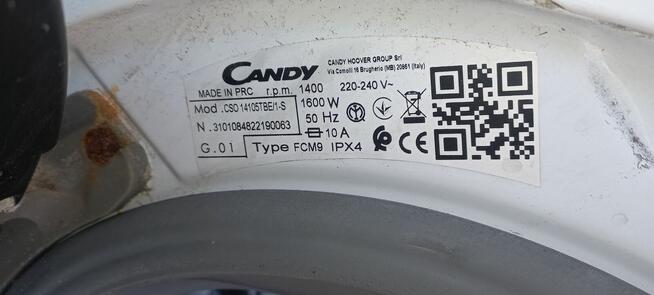 CANDY
CANDY HOOVER GROUP Srl
Via Comolli 16 Brugherio (MB) 20861 (Italy)
MADE IN PRC r.p.m. 1400 220-240 V~
Mod .CSO 14105TBE/1-S 1600 W
N .3101084822190063 50 Hz
10 A
G.01 Type FCM9 IPX4
CE